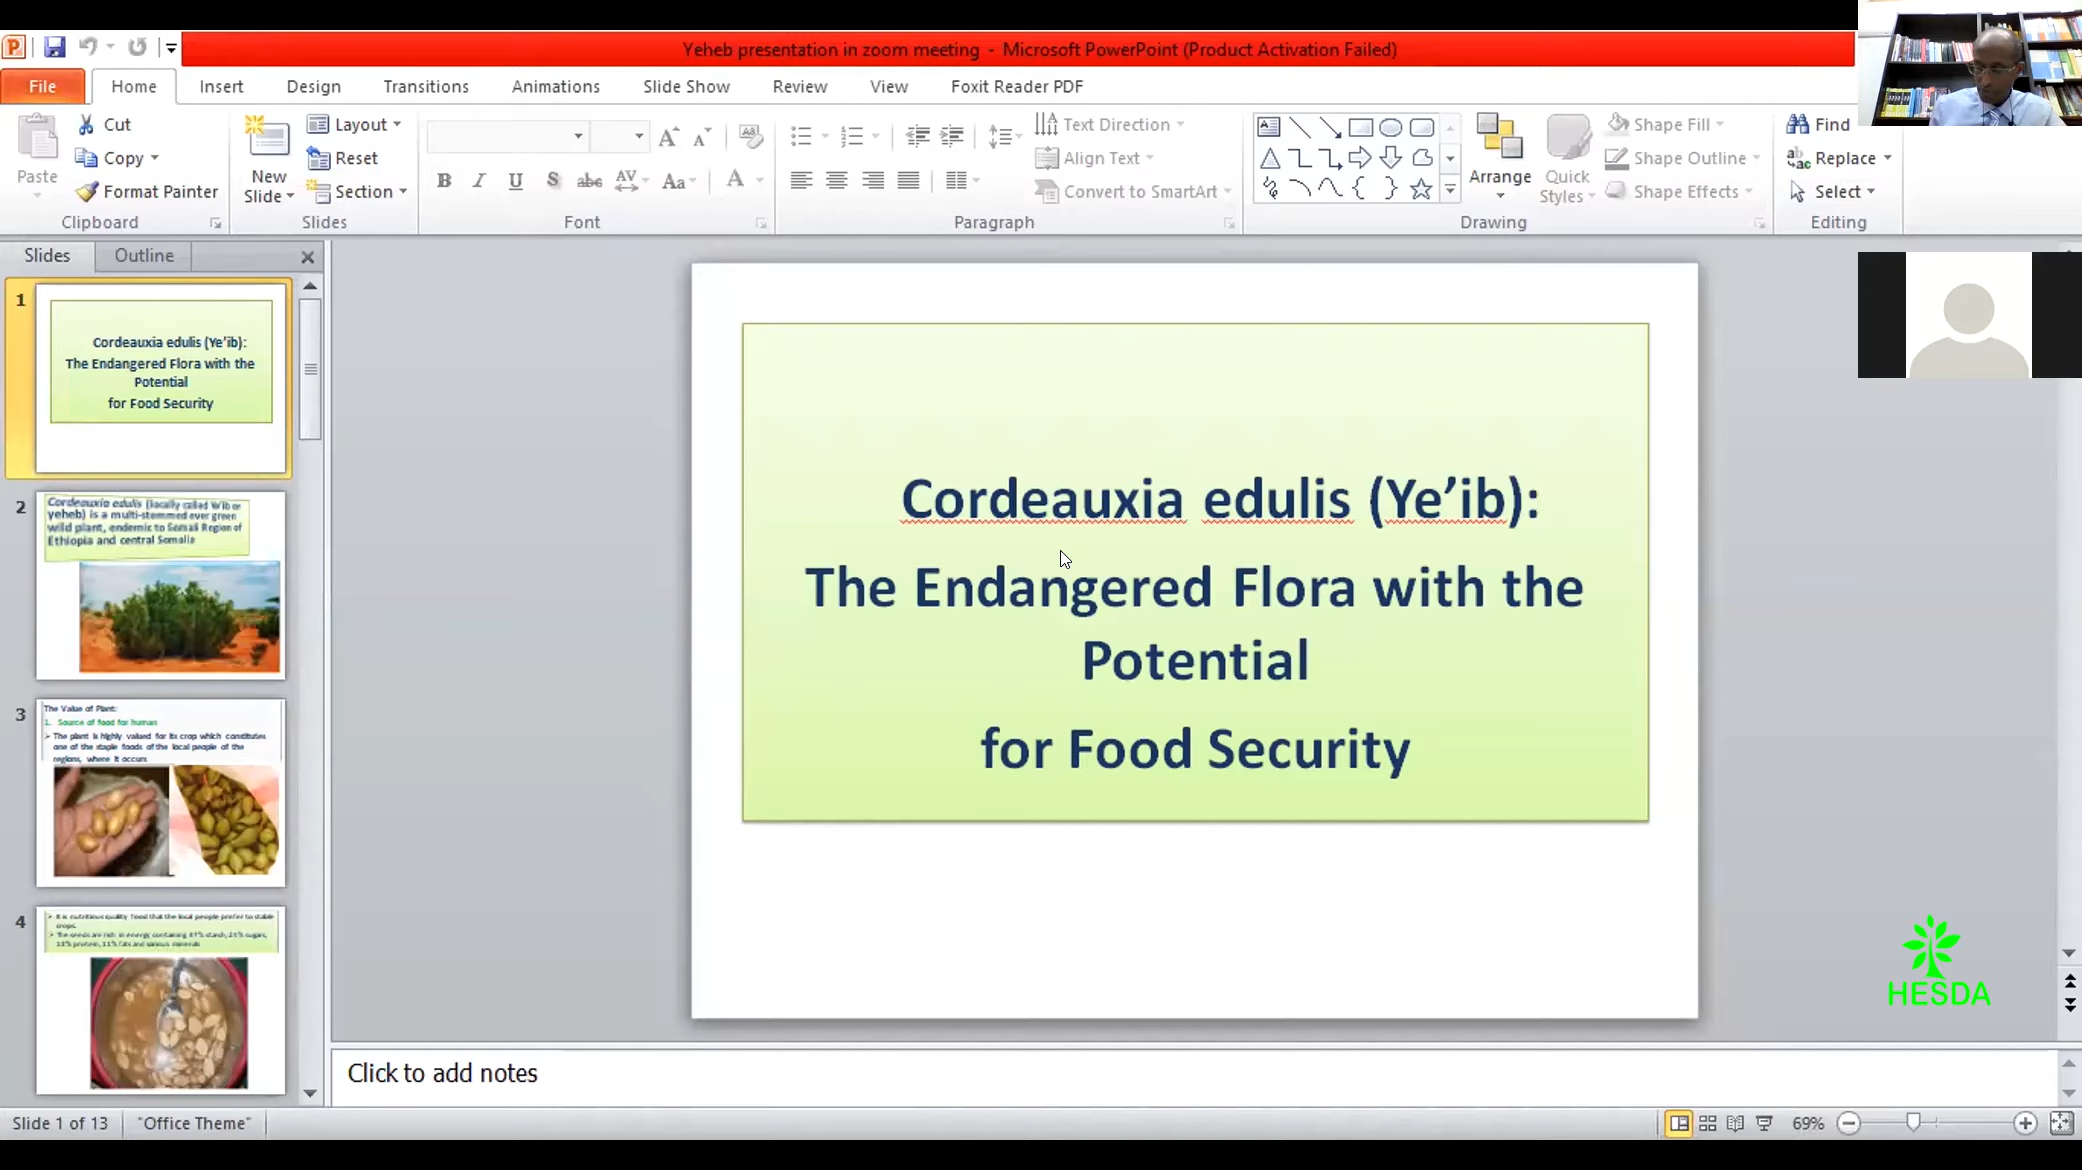 Yeheb presentation in zoom meeting - Microsoft PowerPoint (Product Activation Failed)
File Home Insert Design Transitions Animations Slide Show Review View Foxit Reader PDF
Paste
Cut
Copy
Format Painter
Clipboard
New
Slide
Layout
Reset
Section
Slides
B I U S abc AV Aa A
Font
Text Direction
Align Text
Convert to SmartArt
Paragraph
Arrange
Quick
Styles
Shape Fill
Shape Outline
Shape Effects
Drawing
Find
Replace
Select
Editing
Slides Outline
1
Cordeauxia edulis (Ye’ib):
The Endangered Flora with the
Potential
for Food Security
2
Cordeauxia edulis (locally called
yeheb) is a multi-stemmed ever green
wild plant, endemic to Somali Region of
Ethiopia and central Somalia
3
The Value of Plant:
1. Source of food for human
The plant is highly valued for its crop which constitutes
one of the staple foods of the local people of the
regions, where it occurs
4
It is nutritious quality food that the local people prefer to stable
crops.
The seeds are rich in energy containing 37% starch, 24% sugars,
13% protein, 11% fats and various minerals
Cordeauxia edulis (Ye’ib):
The Endangered Flora with the
Potential
for Food Security
HESDA
Click to add notes
Slide 1 of 13 "Office Theme" 69%